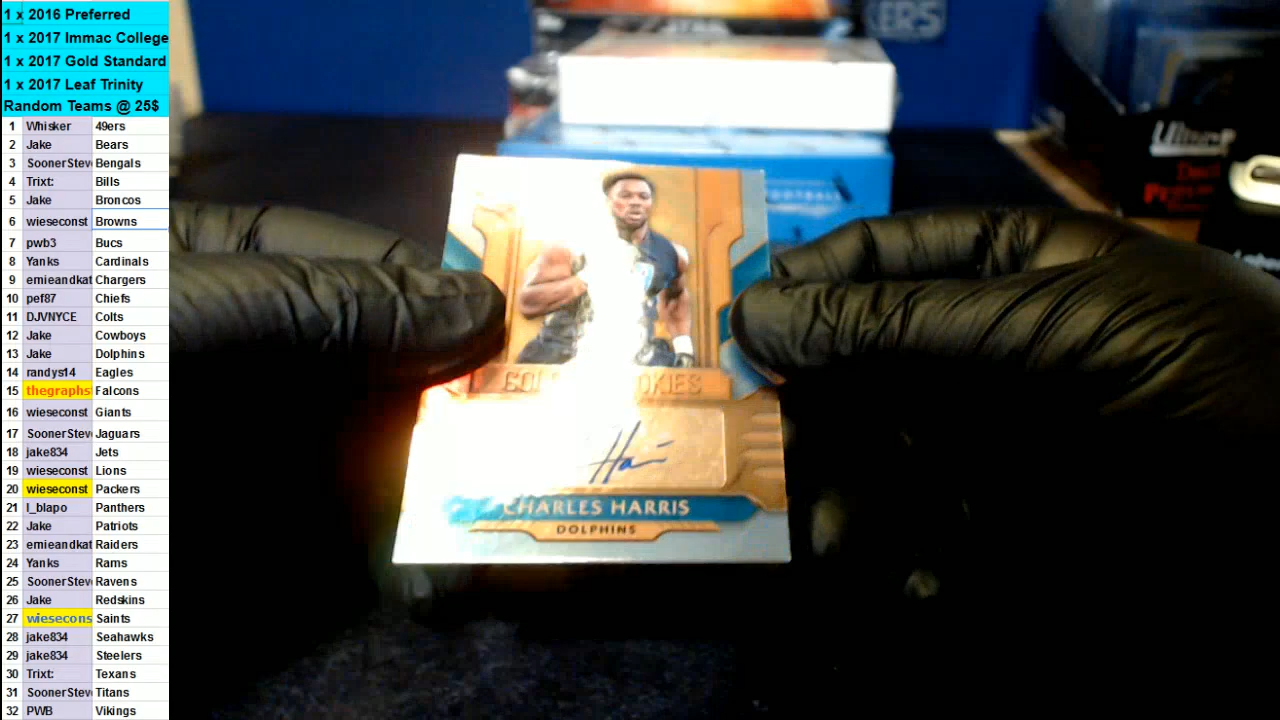 1 x 2016 Preferred
1 x 2017 Immac College
1 x 2017 Gold Standard
1 x 2017 Leaf Trinity
Random Teams @ 25$
1 Whisker 49ers
2 Jake Bears
3 SoonerStev Bengals
4 Trixt: Bills
5 Jake Broncos
6 wieseconst Browns
7 pwb3 Bucs
8 Yanks Cardinals
9 ernieandkat Chargers
10 pef87 Chiefs
11 DJVNYCE Colts
12 Jake Cowboys
13 Jake Dolphins
14 randys14 Eagles
15 thegraphs Falcons
16 wieseconst Giants
17 SoonerStev Jaguars
18 jake834 Jets
19 wieseconst Lions
20 wieseconst Packers
21 l_blapo Panthers
22 Jake Patriots
23 ernieandkat Raiders
24 Yanks Rams
25 SoonerStev Ravens
26 Jake Redskins
27 wiesecons Saints
28 jake834 Seahawks
29 jake834 Steelers
30 Trixt: Texans
31 SoonerStev Titans
32 PWB Vikings
ERS
FOOTBALL
CHARLES HARRIS
DOLPHINS